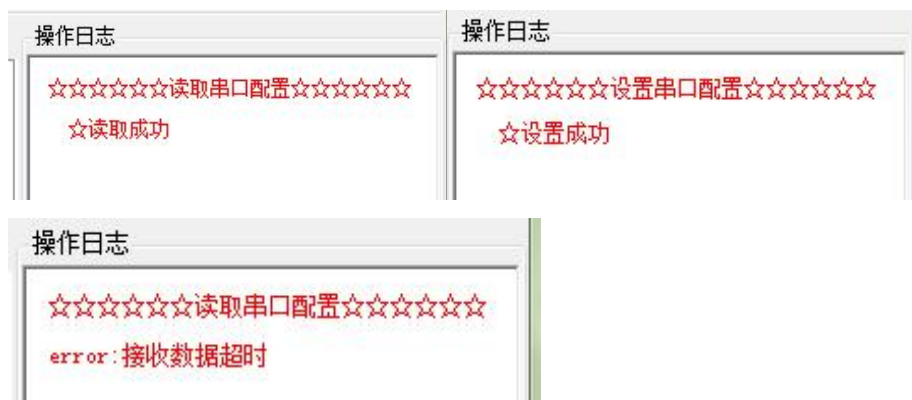 操作日志
☆☆☆☆☆☆读取串口配置☆☆☆☆☆☆
☆读取成功
操作日志
☆☆☆☆☆☆设置串口配置☆☆☆☆☆☆
☆设置成功
操作日志
☆☆☆☆☆☆读取串口配置☆☆☆☆☆☆
error:接收数据超时